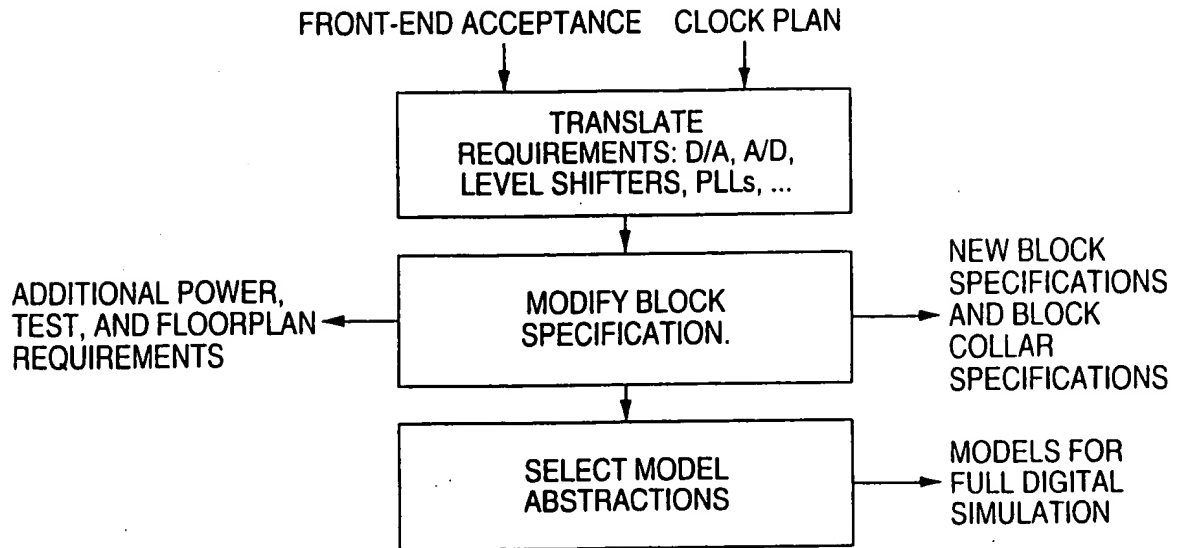 FRONT-END ACCEPTANCE
CLOCK PLAN
TRANSLATE
REQUIREMENTS: D/A, A/D,
LEVEL SHIFTERS, PLLs, ...
ADDITIONAL POWER,
TEST, AND FLOORPLAN
REQUIREMENTS
MODIFY BLOCK
SPECIFICATION.
NEW BLOCK
SPECIFICATIONS
AND BLOCK
COLLAR
SPECIFICATIONS
SELECT MODEL
ABSTRACTIONS
MODELS FOR
FULL DIGITAL
SIMULATION